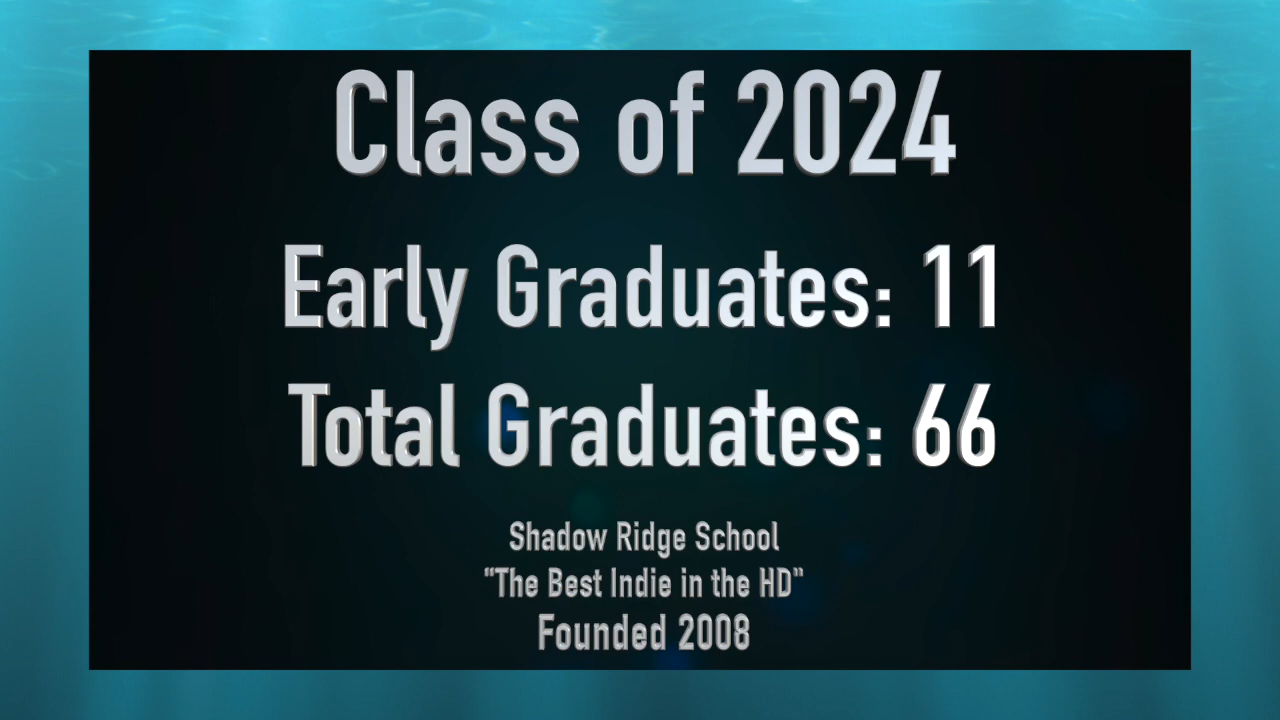 Class of 2024
Early Graduates: 11
Total Graduates: 66
Shadow Ridge School
"The Best Indie in the HD"
Founded 2008